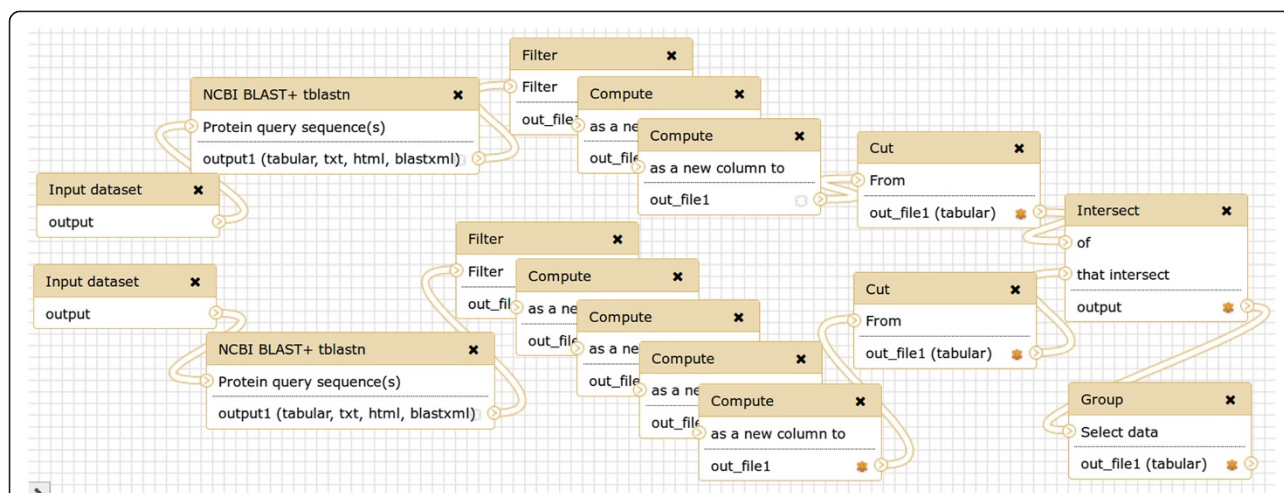 Filter
Filter
out_file
NCBI BLAST+ tblastn
Protein query sequence(s)
output1 (tabular, txt, html, blastxml)
Compute
as a ne
out_file
Compute
as a new column to
out_file1
Input dataset
output
Cut
From
out_file1 (tabular)
Intersect
of
that intersect
output
Input dataset
output
NCBI BLAST+ tblastn
Protein query sequence(s)
output1 (tabular, txt, html, blastxml)
Filter
Filter
out_fil
Compute
as a ne
out_file
Compute
as a ne
out_file
Compute
as a ne
out_file
Compute
as a new column to
out_file1
Cut
From
out_file1 (tabular)
Group
Select data
out_file1 (tabular)